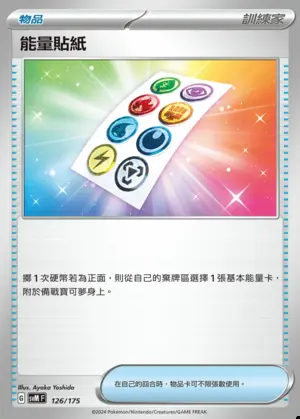 物品
訓練家
能量貼紙
擲1次硬幣若為正面，則從自己的棄牌區選擇1張基本能量卡，
附於備戰寶可夢身上。
Illus. Ayaka Yoshida
G SVM F 126/175
在自己的回合時，物品卡可不限張數使用。
©2024 Pokémon/Nintendo/Creatures/GAME FREAK